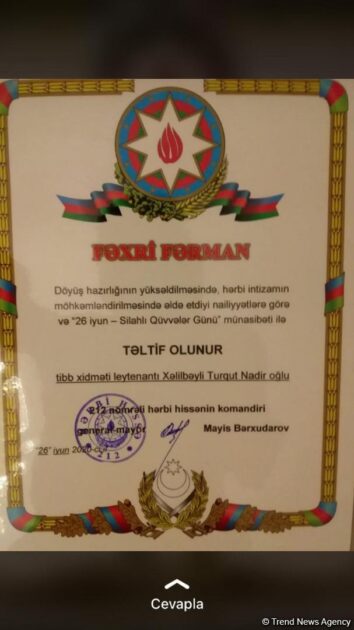 FƏXRİ FƏRMAN
Döyüş hazırlığının yüksəldilməsində, hərbi intizamın
möhkəmləndirilməsində əldə etdiyi nailiyyətlərə görə
və "26 iyun – Silahlı Qüvvələr Günü" münasibəti ilə
TƏLTİF OLUNUR
tibb xidməti leytenantı Xəlilbəyli Turqut Nadir oğlu
212 nömrəli hərbi hissənin komandiri
general-mayor Mayis Bərxudarov
"26" iyun
212
Cevapla
© Trend News Agency